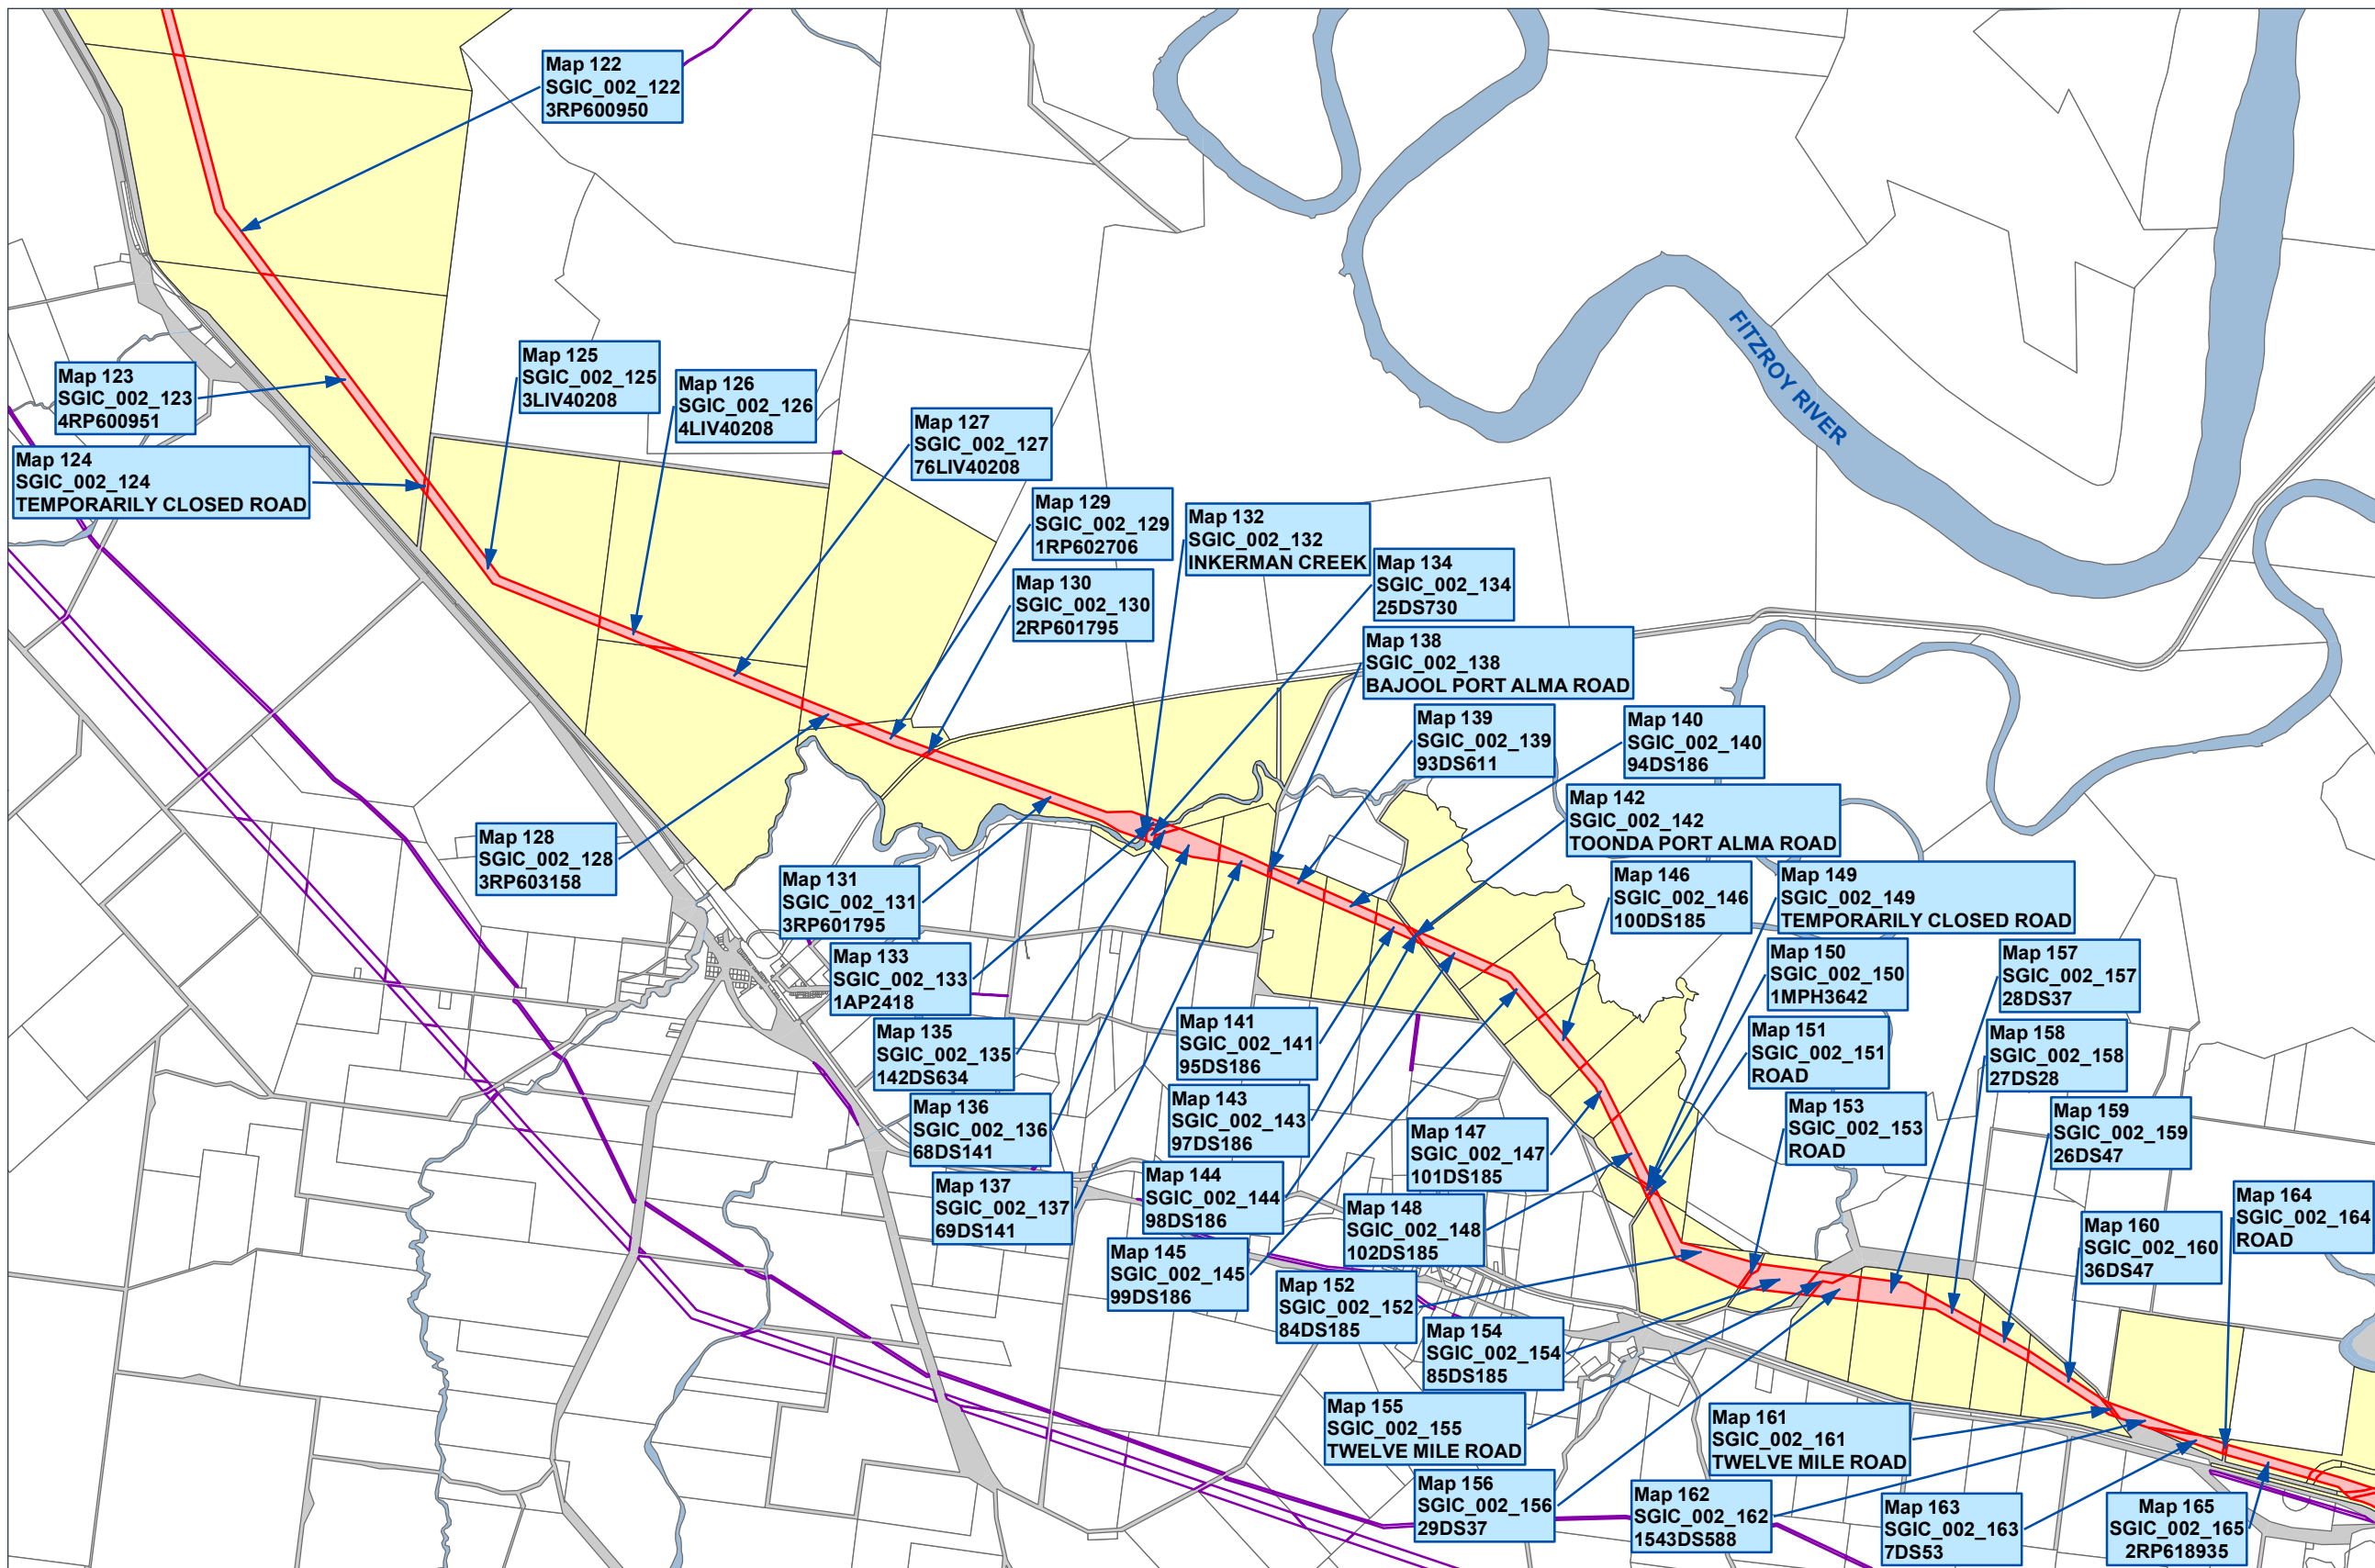 Map 122
SGIC_002_122
3RP600950
FITZROY RIVER
Map 123
SGIC_002_123
4RP600951
Map 124
SGIC_002_124
TEMPORARILY CLOSED ROAD
Map 125
SGIC_002_125
3LIV40208
Map 126
SGIC_002_126
4LIV40208
Map 127
SGIC_002_127
76LIV40208
Map 128
SGIC_002_128
3RP603158
Map 129
SGIC_002_129
1RP602706
Map 130
SGIC_002_130
2RP601795
Map 131
SGIC_002_131
3RP601795
Map 132
SGIC_002_132
INKERMAN CREEK
Map 133
SGIC_002_133
1AP2418
Map 134
SGIC_002_134
25DS730
Map 135
SGIC_002_135
142DS634
Map 136
SGIC_002_136
68DS141
Map 137
SGIC_002_137
69DS141
Map 138
SGIC_002_138
BAJOOL PORT ALMA ROAD
Map 139
SGIC_002_139
93DS611
Map 140
SGIC_002_140
94DS186
Map 141
SGIC_002_141
95DS186
Map 142
SGIC_002_142
TOONDA PORT ALMA ROAD
Map 143
SGIC_002_143
97DS186
Map 144
SGIC_002_144
98DS186
Map 145
SGIC_002_145
99DS186
Map 146
SGIC_002_146
100DS185
Map 147
SGIC_002_147
101DS185
Map 148
SGIC_002_148
102DS185
Map 149
SGIC_002_149
TEMPORARILY CLOSED ROAD
Map 150
SGIC_002_150
1MPH3642
Map 151
SGIC_002_151
ROAD
Map 152
SGIC_002_152
84DS185
Map 153
SGIC_002_153
ROAD
Map 154
SGIC_002_154
85DS185
Map 155
SGIC_002_155
TWELVE MILE ROAD
Map 156
SGIC_002_156
29DS37
Map 157
SGIC_002_157
28DS37
Map 158
SGIC_002_158
27DS28
Map 159
SGIC_002_159
26DS47
Map 160
SGIC_002_160
36DS47
Map 161
SGIC_002_161
TWELVE MILE ROAD
Map 162
SGIC_002_162
1543DS588
Map 163
SGIC_002_163
7DS53
Map 164
SGIC_002_164
ROAD
Map 165
SGIC_002_165
2RP618935